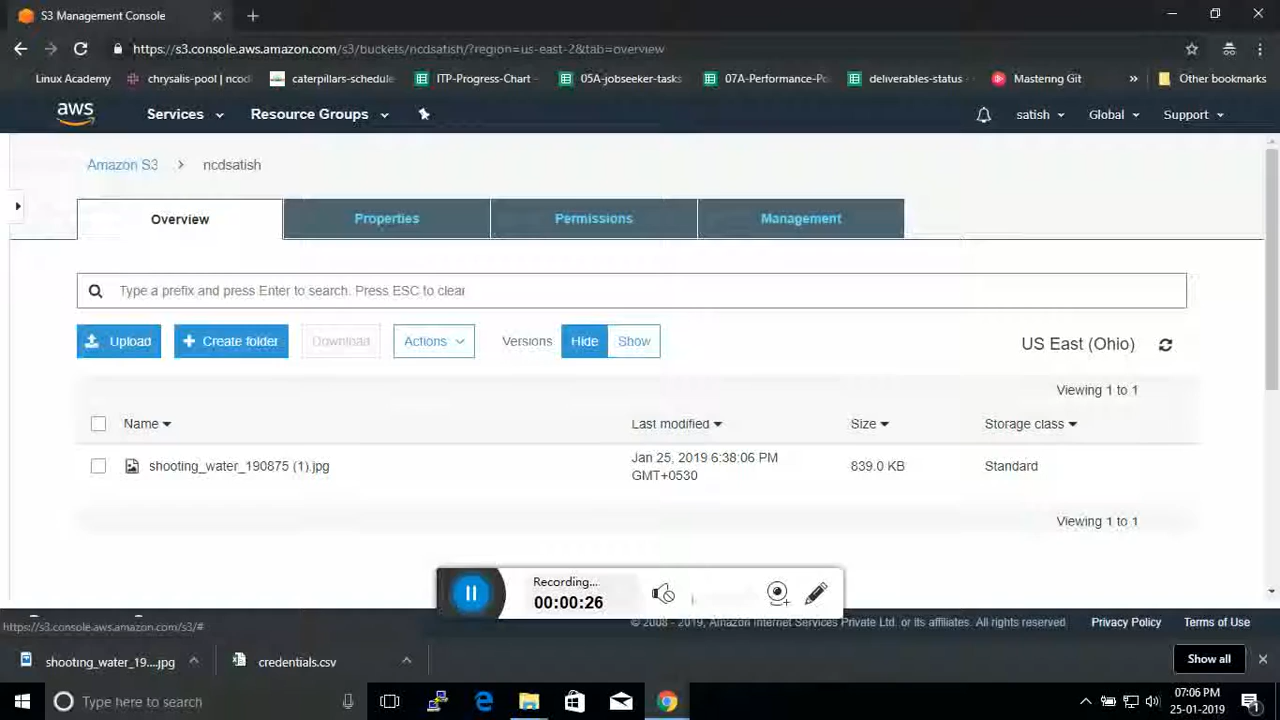 S3 Management Console
https://s3.console.aws.amazon.com/s3/buckets/ncdsatish/?region=us-east-2&tab=overview
Linux Academy
chrysalis-pool | ncod
caterpillars-schedule
ITP-Progress-Chart -
05A-jobseeker-tasks
07A-Performance-Po
deliverables-status -
Mastering Git
»
Other bookmarks
aws
Services
Resource Groups
satish
Global
Support
Amazon S3 > ncdsatish
Overview
Properties
Permissions
Management
Type a prefix and press Enter to search. Press ESC to clear.
Upload
+ Create folder
Download
Actions
Versions
Hide
Show
US East (Ohio)
Viewing 1 to 1
Name
Last modified
Size
Storage class
shooting_water_190875 (1).jpg
Jan 25, 2019 6:38:06 PM
GMT+0530
839.0 KB
Standard
Viewing 1 to 1
Recording...
00:00:26
https://s3.console.aws.amazon.com/s3/#
© 2008 - 2019, Amazon Internet Services Private Ltd. or its affiliates. All rights reserved.
Privacy Policy
Terms of Use
shooting_water_19....jpg
credentials.csv
Show all
Type here to search
07:06 PM
25-01-2019
1